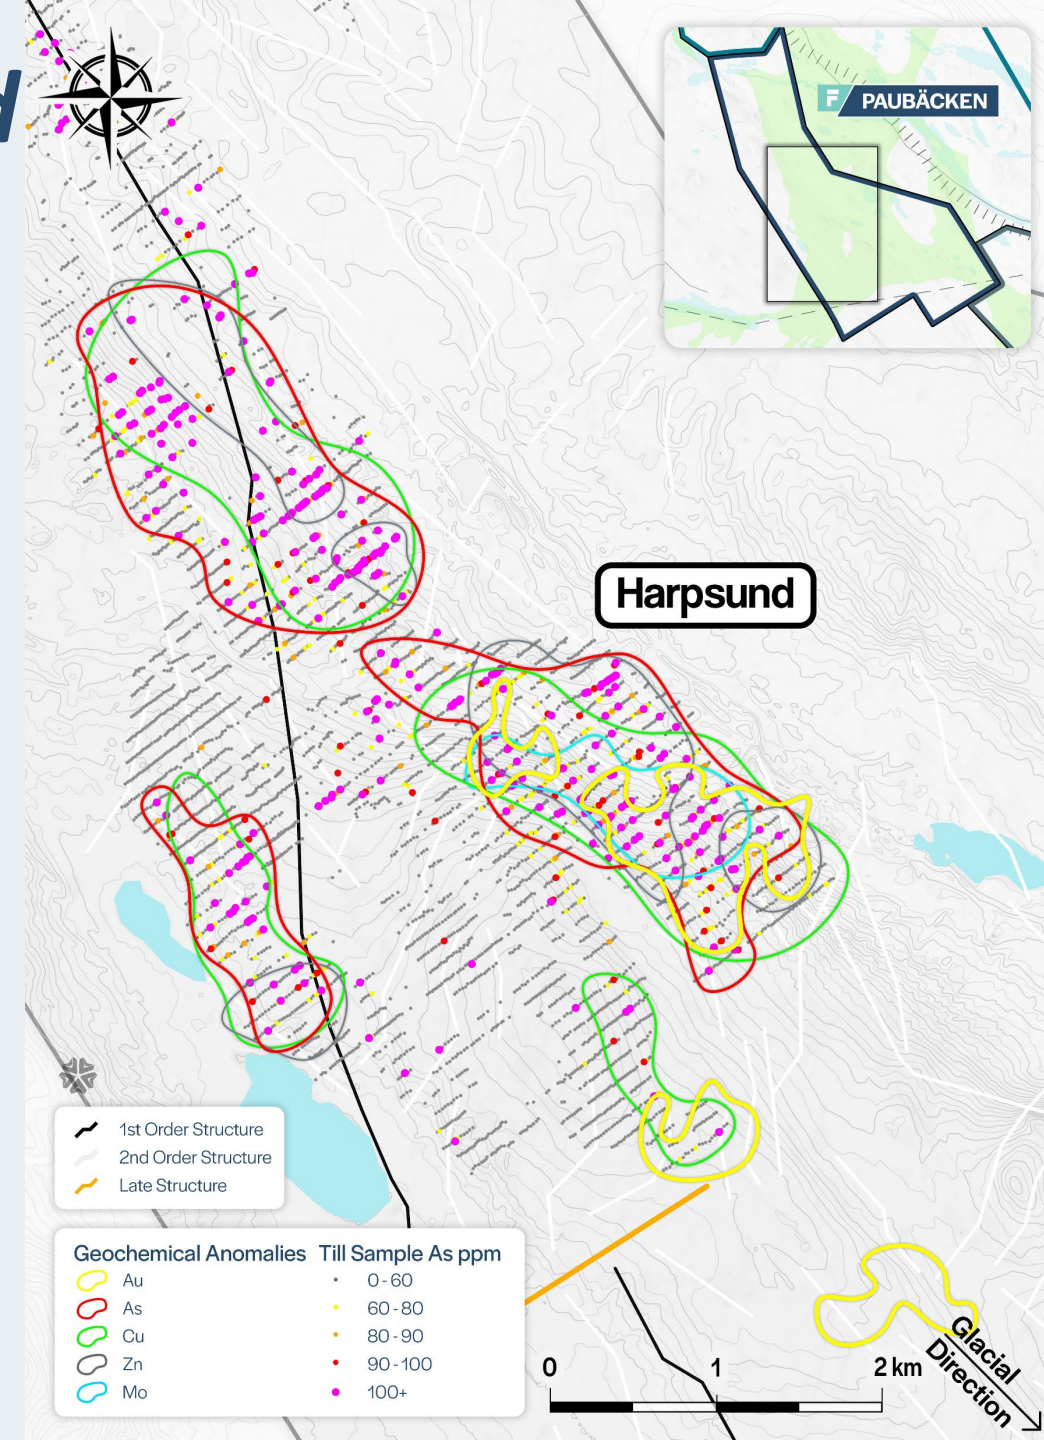 d
F PAUBÄCKEN
Harpsund
1st Order Structure
2nd Order Structure
Late Structure
Geochemical Anomalies
Au
As
Cu
Zn
Mo
Till Sample As ppm
0-60
60-80
80-90
90-100
100+
0 1 2 km
Glacial
Direction